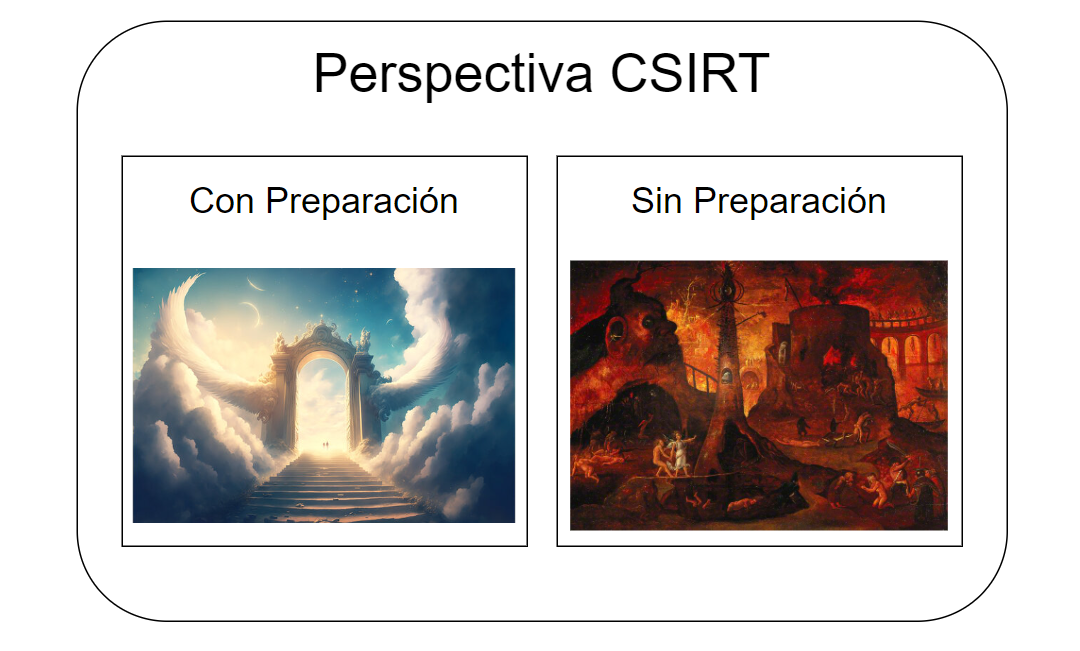 Perspectiva CSIRT
Con Preparación
Sin Preparación